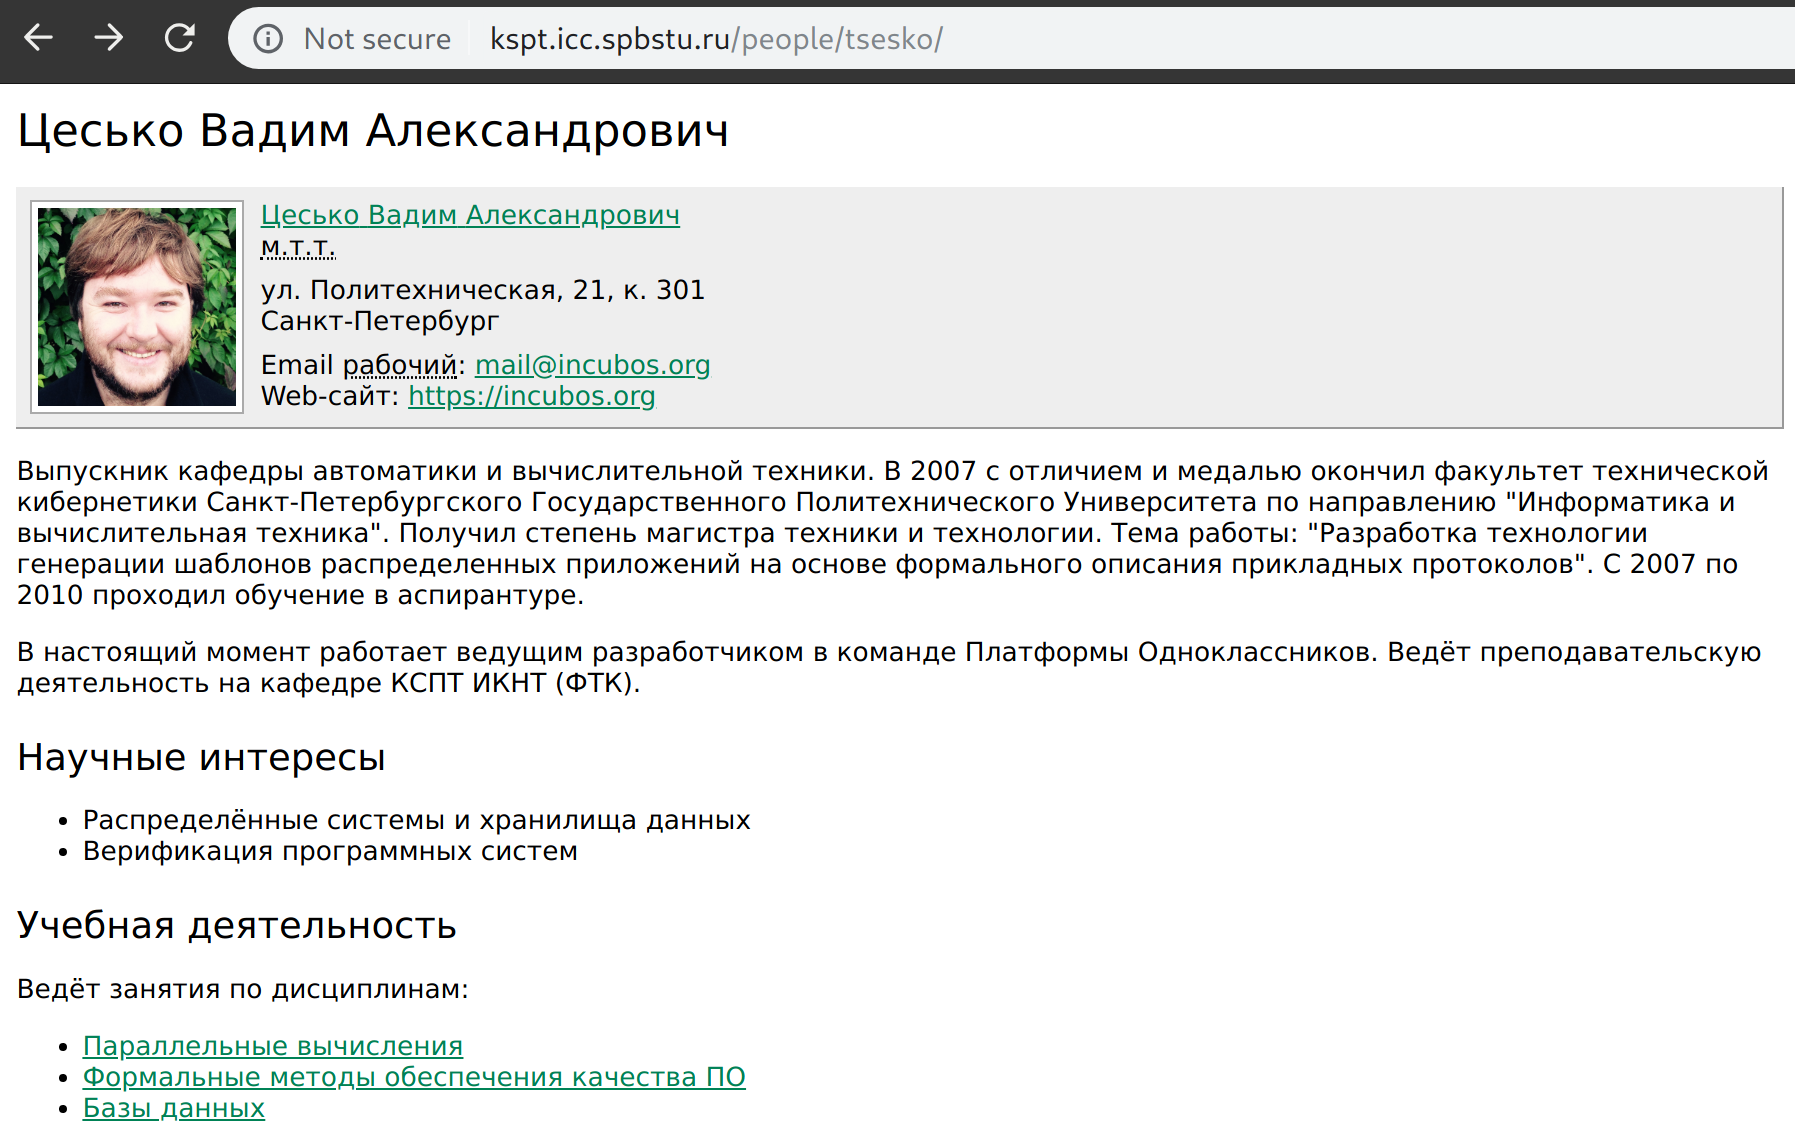 Not secure kspt.icc.spbstu.ru/people/tsesko/
Цесько Вадим Александрович
Цесько Вадим Александрович
м.т.т.
ул. Политехническая, 21, к. 301
Санкт-Петербург
Email рабочий: mail@incubos.org
Web-сайт: https://incubos.org
Выпускник кафедры автоматики и вычислительной техники. В 2007 с отличием и медалью окончил факультет технической
кибернетики Санкт-Петербургского Государственного Политехнического Университета по направлению "Информатика и
вычислительная техника". Получил степень магистра техники и технологии. Тема работы: "Разработка технологии
генерации шаблонов распределенных приложений на основе формального описания прикладных протоколов". С 2007 по
2010 проходил обучение в аспирантуре.
В настоящий момент работает ведущим разработчиком в команде Платформы Одноклассников. Ведёт преподавательскую
деятельность на кафедре КСПТ ИКНТ (ФТК).
Научные интересы
• Распределённые системы и хранилища данных
• Верификация программных систем
Учебная деятельность
Ведёт занятия по дисциплинам:
• Параллельные вычисления
• Формальные методы обеспечения качества ПО
• Базы данных